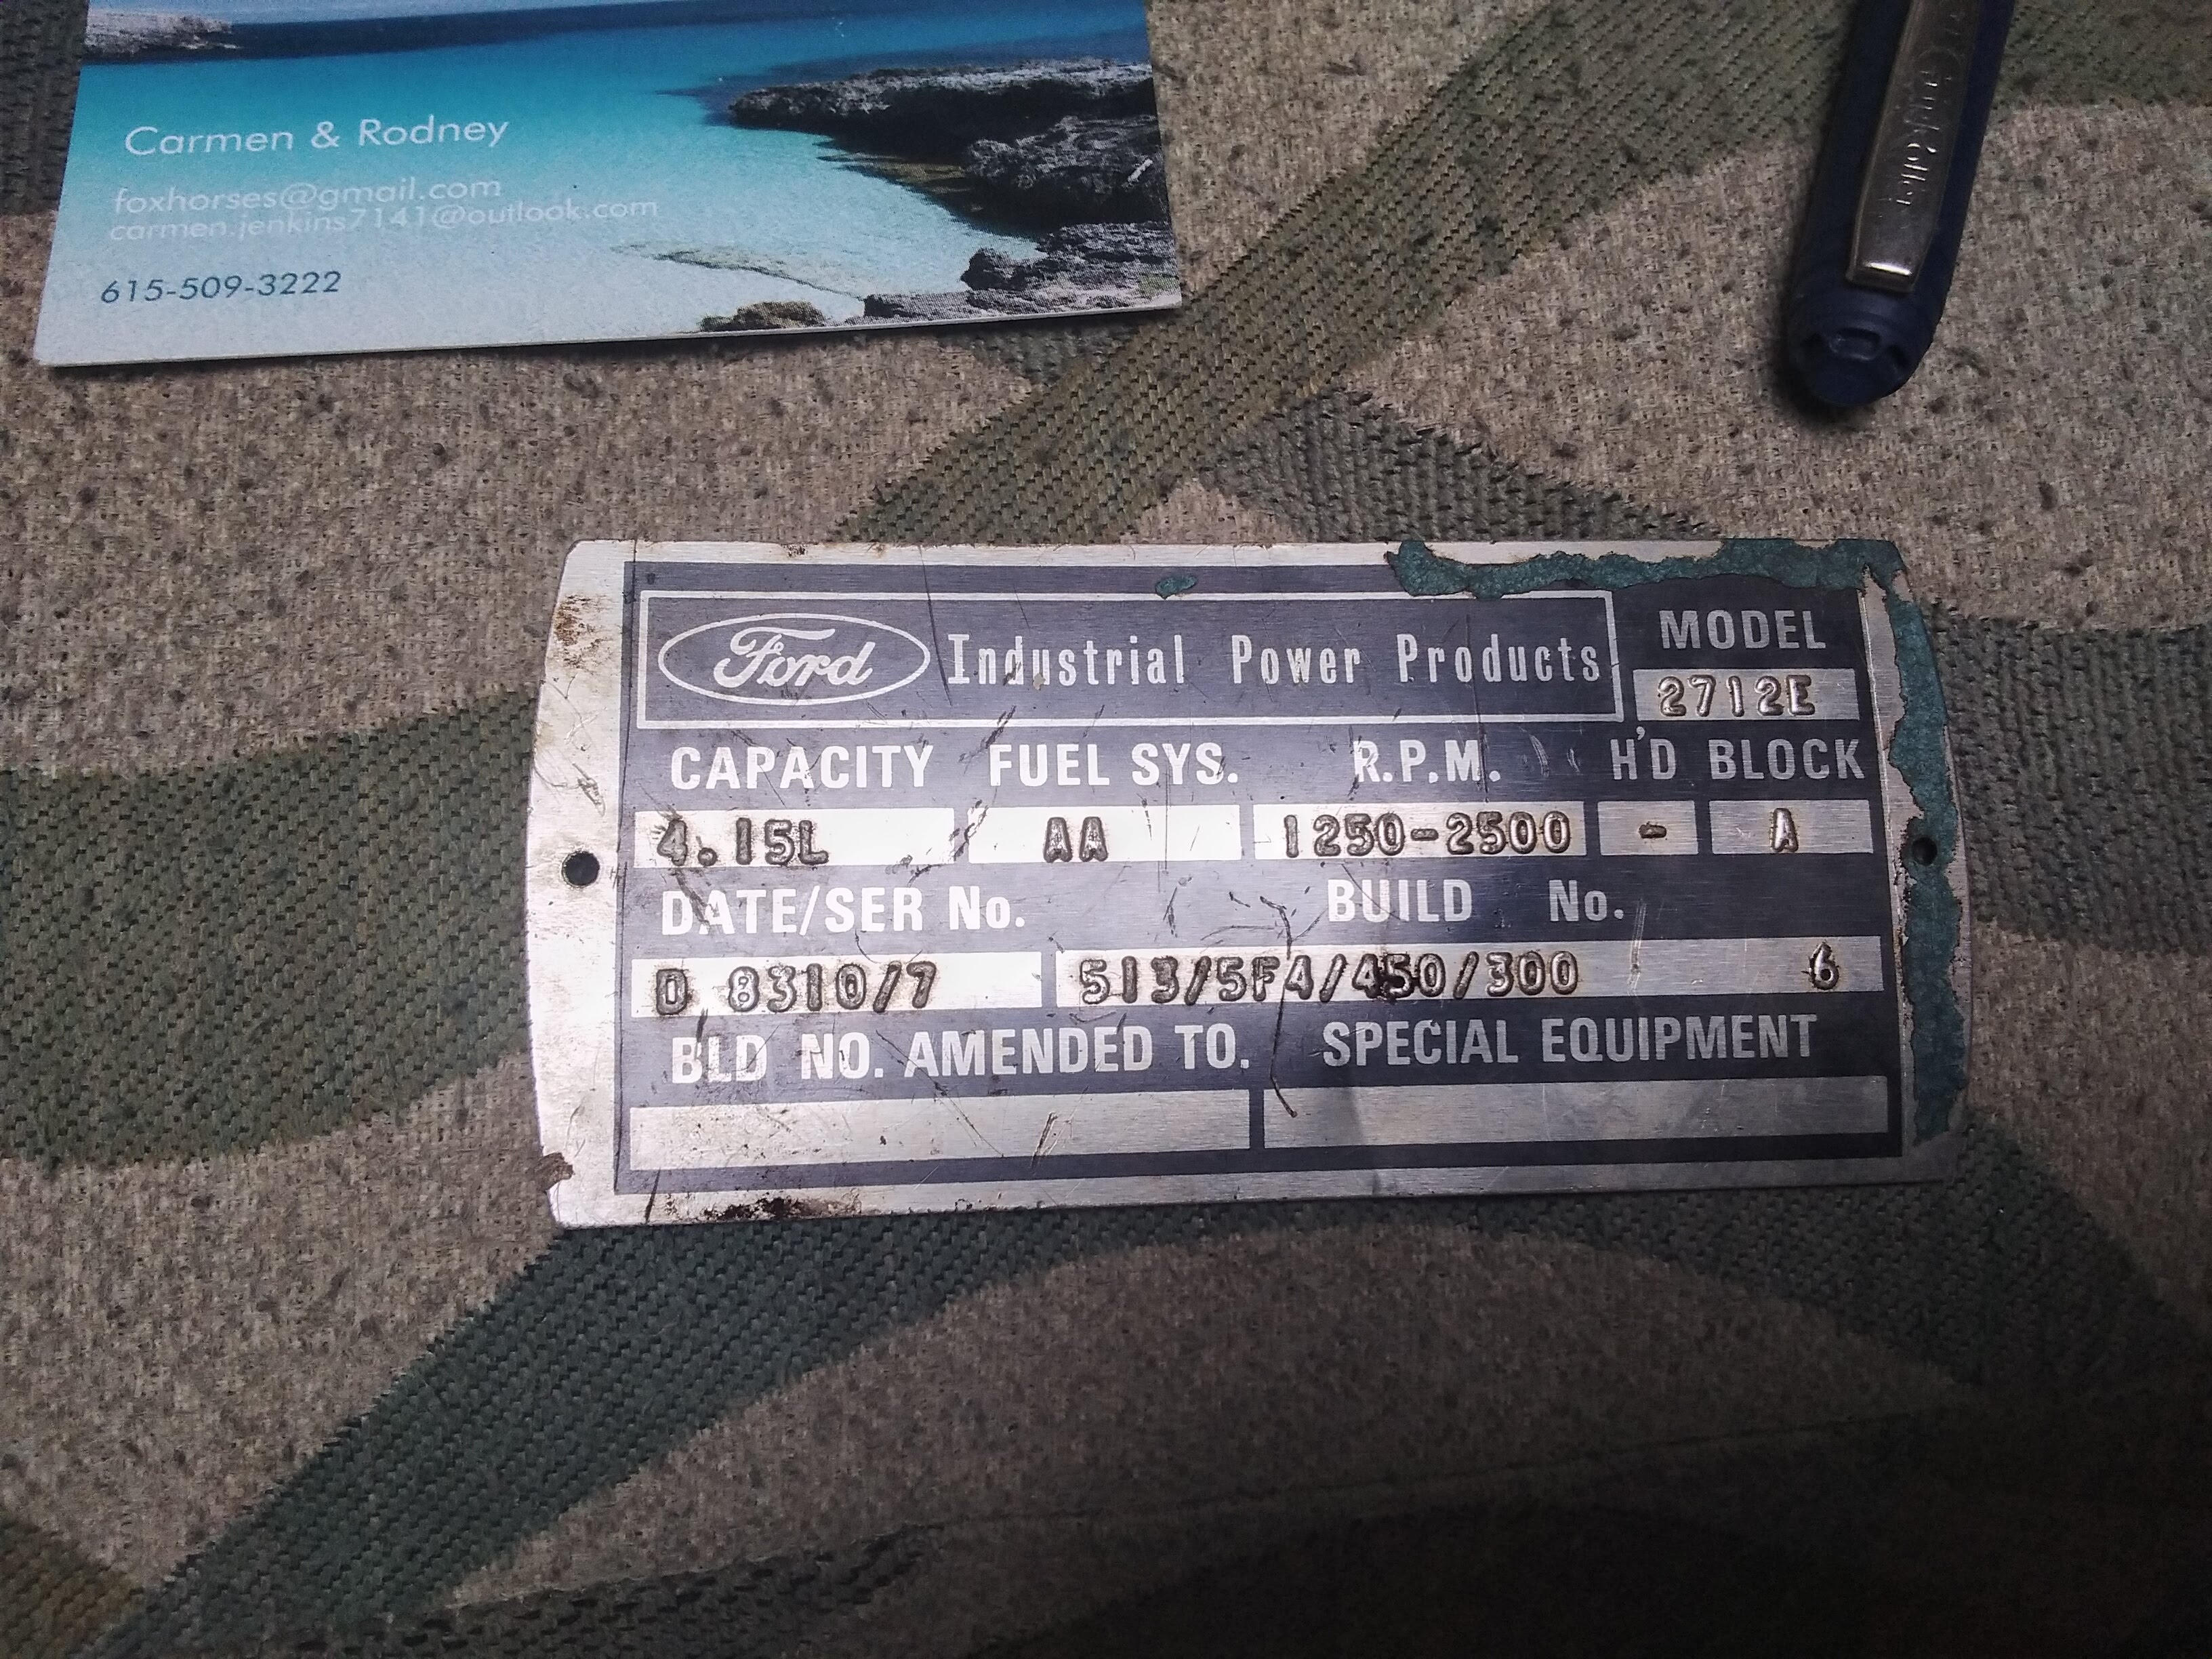 Carmen & Rodney
foxhorses@gmail.com
carmen.jenkins7141@outlook.com
615-509-3222
Ford Industrial Power Products
MODEL
2712E
CAPACITY FUEL SYS. R.P.M. H'D BLOCK
4.15L AA 1250-2500 - A
DATE/SER No. BUILD No.
D 8310/7 513/5F4/450/300 6
BLD NO. AMENDED TO. SPECIAL EQUIPMENT